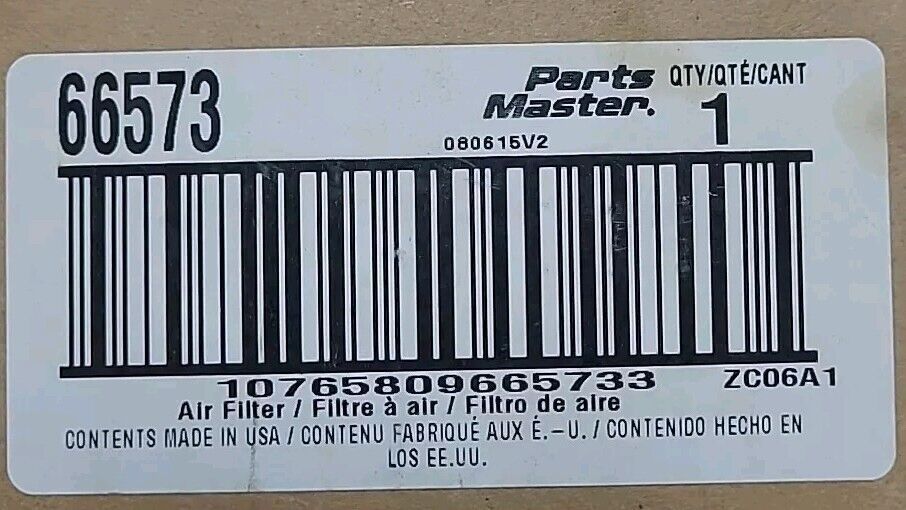 66573
Parts Master.
QTY/QTÉ/CANT
1
080615V2
10765809665733
ZC06A1
Air Filter / Filtre à air / Filtro de aire
CONTENTS MADE IN USA / CONTENU FABRIQUÉ AUX É.-U. / CONTENIDO HECHO EN
LOS EE.UU.